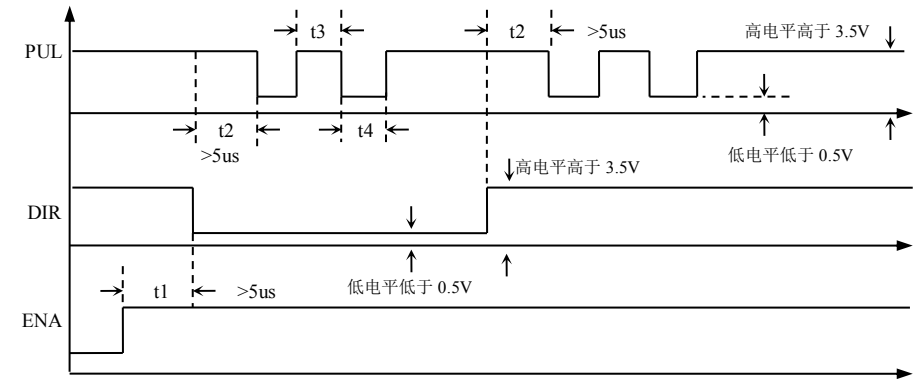 t3
t2
>5us
高电平高于 3.5V
PUL
t2
t4
>5us
低电平低于 0.5V
高电平高于 3.5V
DIR
t1
>5us
低电平低于 0.5V
ENA